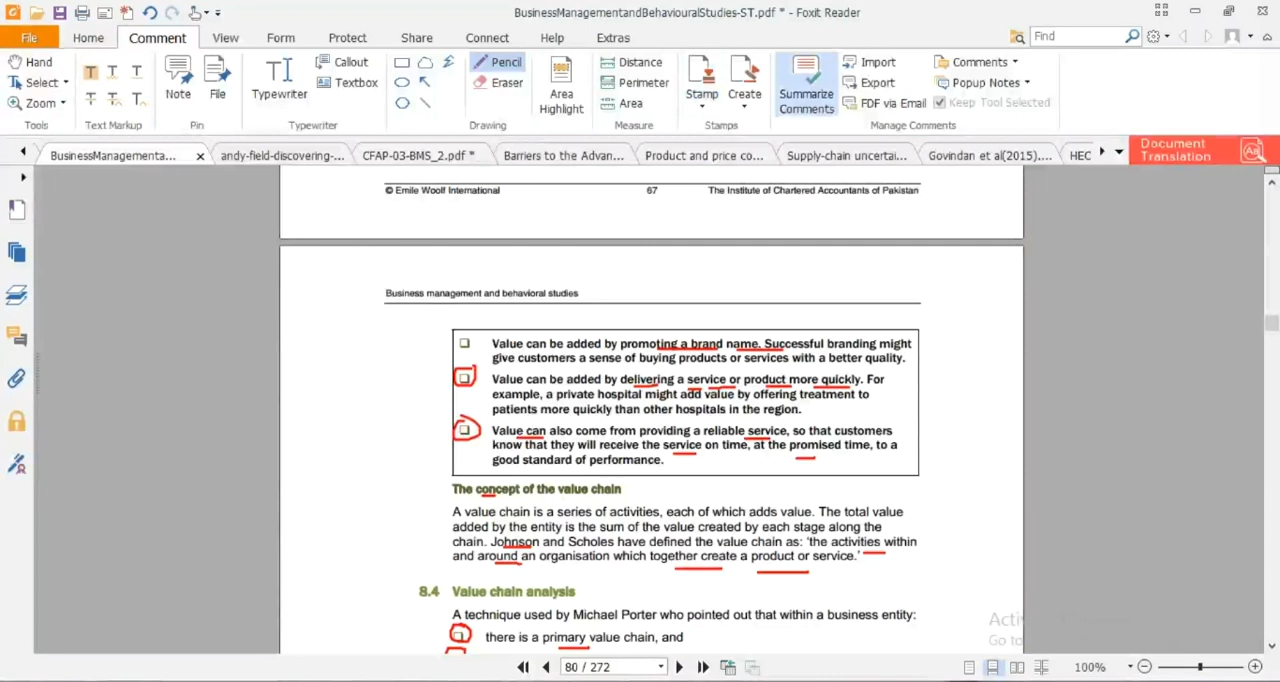 BusinessManagementandBehaviouralStudies-ST.pdf * - Foxit Reader
File Home Comment View Form Protect Share Connect Help Extras Find
Hand Callout Pencil Distance Import Comments
Select Textbox Eraser Perimeter Export Popup Notes
Zoom Note File Typewriter Area Highlight Area Stamp Create Summarize Comments FDF via Email Keep Tool Selected
Tools Text Markup Pin Typewriter Drawing Measure Stamps Manage Comments
BusinessManagementa... andy-field-discovering-... CFAP-03-BMS_2.pdf * Barriers to the Advan... Product and price co... Supply-chain uncertai... Govindan et al(2015),... HEC Document Translation
© Emile Woolf International 67 The Institute of Chartered Accountants of Pakistan
Business management and behavioral studies
Value can be added by promoting a brand name. Successful branding might
give customers a sense of buying products or services with a better quality.
Value can be added by delivering a service or product more quickly. For
example, a private hospital might add value by offering treatment to
patients more quickly than other hospitals in the region.
Value can also come from providing a reliable service, so that customers
know that they will receive the service on time, at the promised time, to a
good standard of performance.
The concept of the value chain
A value chain is a series of activities, each of which adds value. The total value
added by the entity is the sum of the value created by each stage along the
chain. Johnson and Scholes have defined the value chain as: ‘the activities within
and around an organisation which together create a product or service.’
8.4 Value chain analysis
A technique used by Michael Porter who pointed out that within a business entity:
there is a primary value chain, and
Acti
Go to
80 / 272 100%